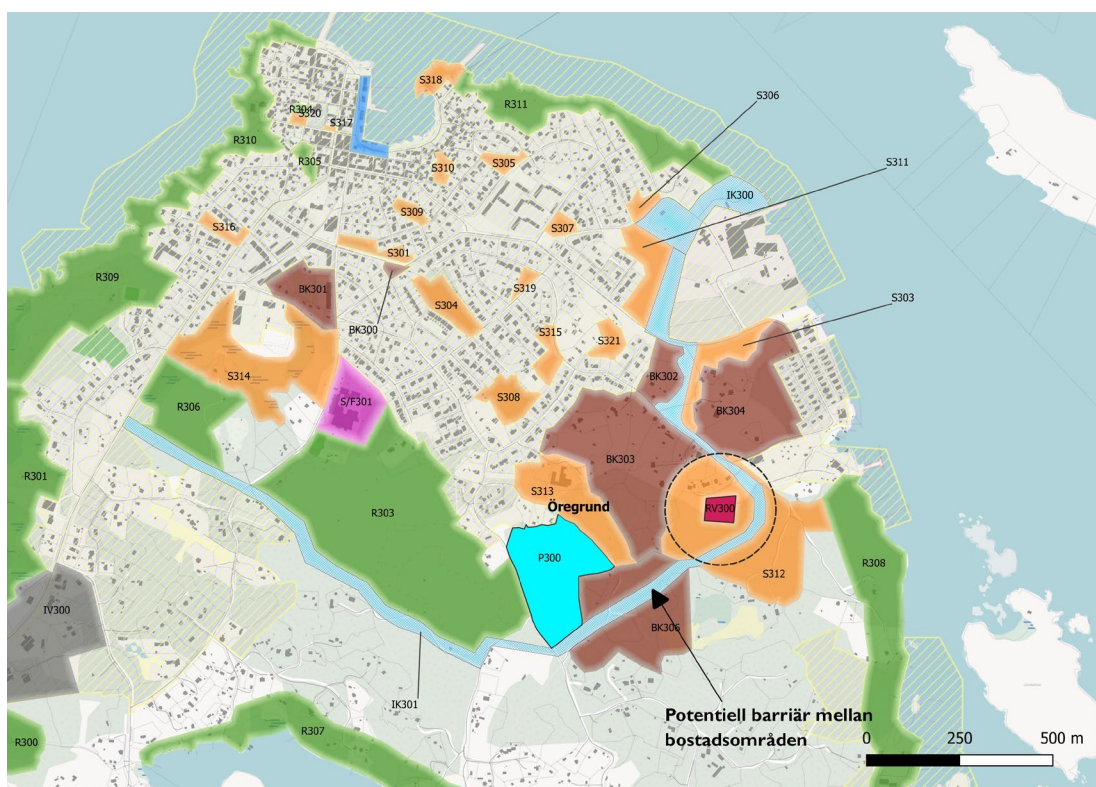 S318
S306
R304
S320
S317
R311
R310
R305
S310
S305
S311
IK300
S309
S316
S307
S301
R309
BK301
S319
S304
S303
BK300
S315
S321
S314
BK302
BK304
R306
S/F301
S308
BK303
R301
S313
Öregrund
R303
RV300
P300
R308
S312
IV300
BK306
IK301
Potentiell barriär mellan
bostadsområden
R307
R300
0 250 500 m